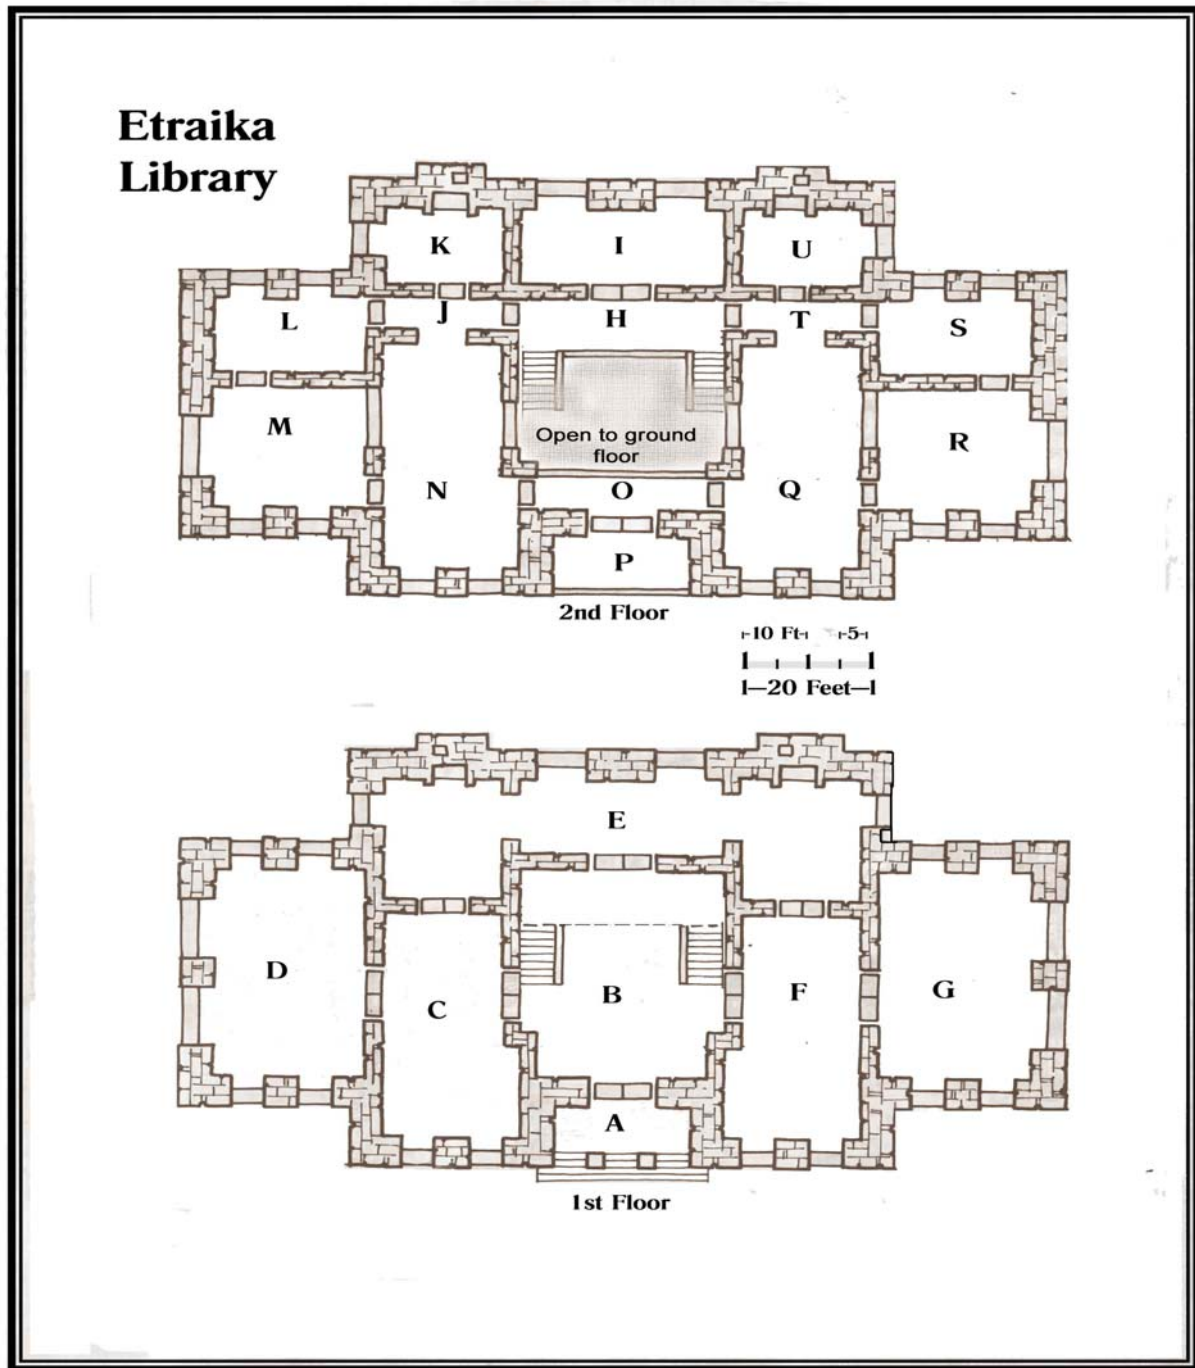 Etraika
Library
K I U
L J H T S
M Open to ground R
floor
N O Q
P
2nd Floor
10 Ft 5
20 Feet
E
D C B F G
A
1st Floor